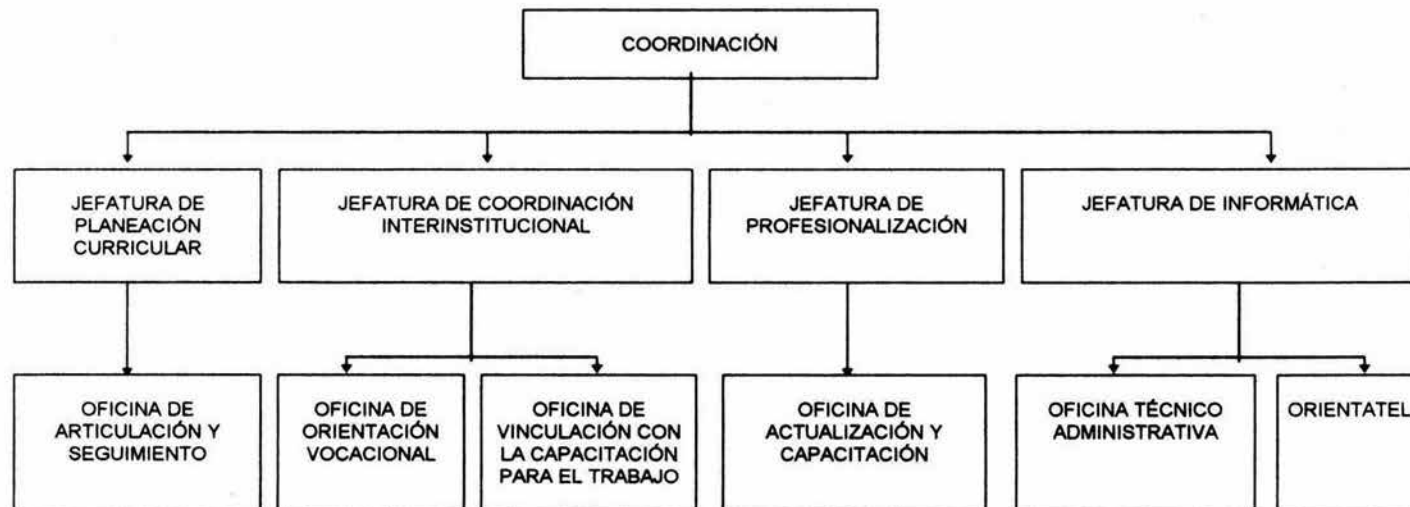 COORDINACIÓN
JEFATURA DE
PLANEACIÓN
CURRICULAR
JEFATURA DE COORDINACIÓN
INTERINSTITUCIONAL
JEFATURA DE
PROFESIONALIZACIÓN
JEFATURA DE INFORMÁTICA
OFICINA DE
ARTICULACIÓN Y
SEGUIMIENTO
OFICINA DE
ORIENTACIÓN
VOCACIONAL
OFICINA DE
VINCULACIÓN CON
LA CAPACITACIÓN
PARA EL TRABAJO
OFICINA DE
ACTUALIZACIÓN Y
CAPACITACIÓN
OFICINA TÉCNICO
ADMINISTRATIVA
ORIENTATEL